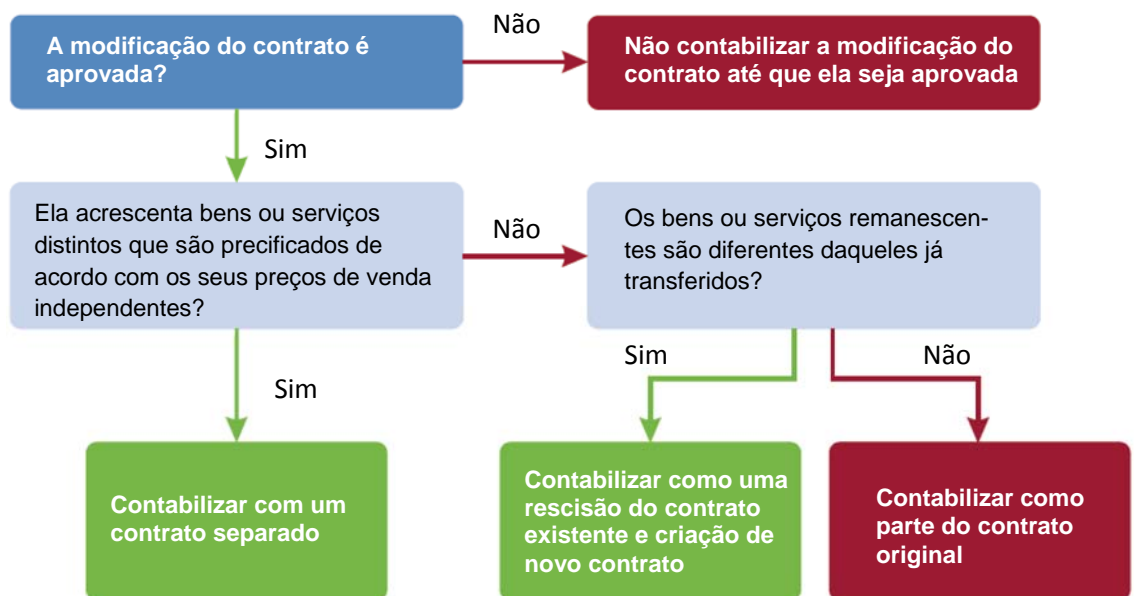 A modificação do contrato é
aprovada?
Não
Não contabilizar a modificação do
contrato até que ela seja aprovada
Sim
Ela acrescenta bens ou serviços
distintos que são precificados de
acordo com os seus preços de venda
independentes?
Não
Os bens ou serviços remanescen-
tes são diferentes daqueles já
transferidos?
Sim
Sim
Não
Contabilizar com um
contrato separado
Contabilizar como uma
rescisão do contrato
existente e criação de
novo contrato
Contabilizar como
parte do contrato
original